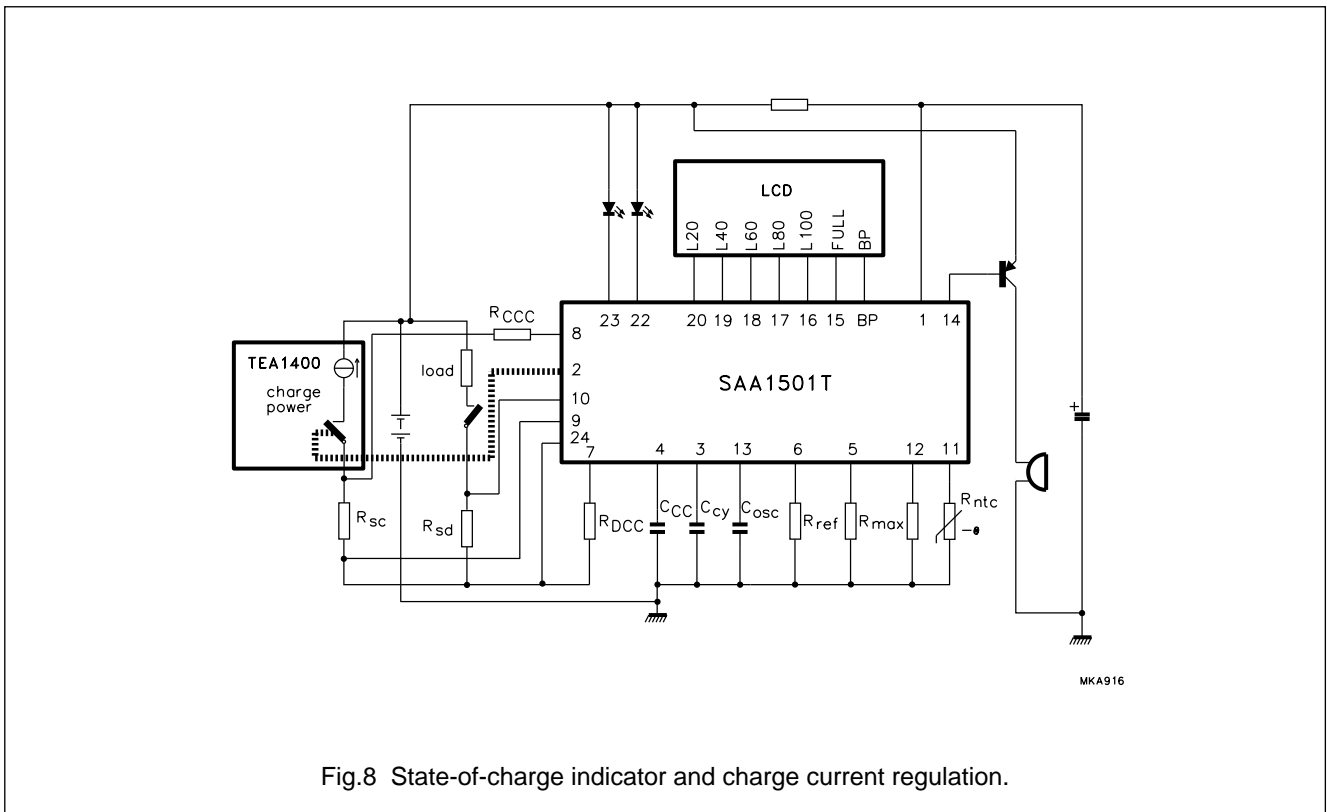 LCD
L20 L40 L60 L80 L100 FULL BP
23 22 20 19 18 17 16 15 BP 1 14
RCCC
8
TEA1400
charge
power
load
2
10
9
24
SAA1501T
7 4 3 13 6 5 12 11
+
Rsc
Rsd
RDCC
CCC
Ccy
Cosc
Rref
Rmax
Rntc
-θ
MKA916
Fig.8 State-of-charge indicator and charge current regulation.